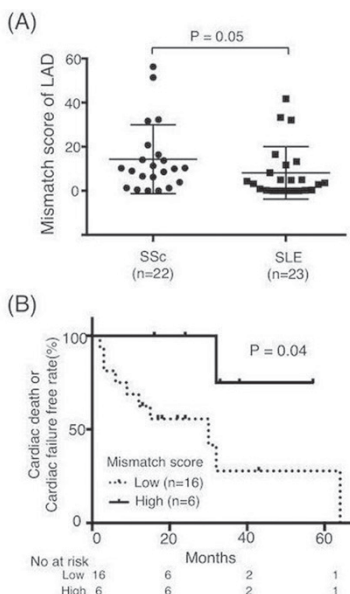 (A)
P = 0.05
Mismatch score of LAD
60
40
20
0
SSc
(n=22)
SLE
(n=23)
(B)
Cardiac death or
Cardiac failure free rate(%)
100
50
0
P = 0.04
Mismatch score
Low (n=16)
High (n=6)
0 20 40 60
Months
No at risk
Low 16 6 2 1
High 6 6 2 1